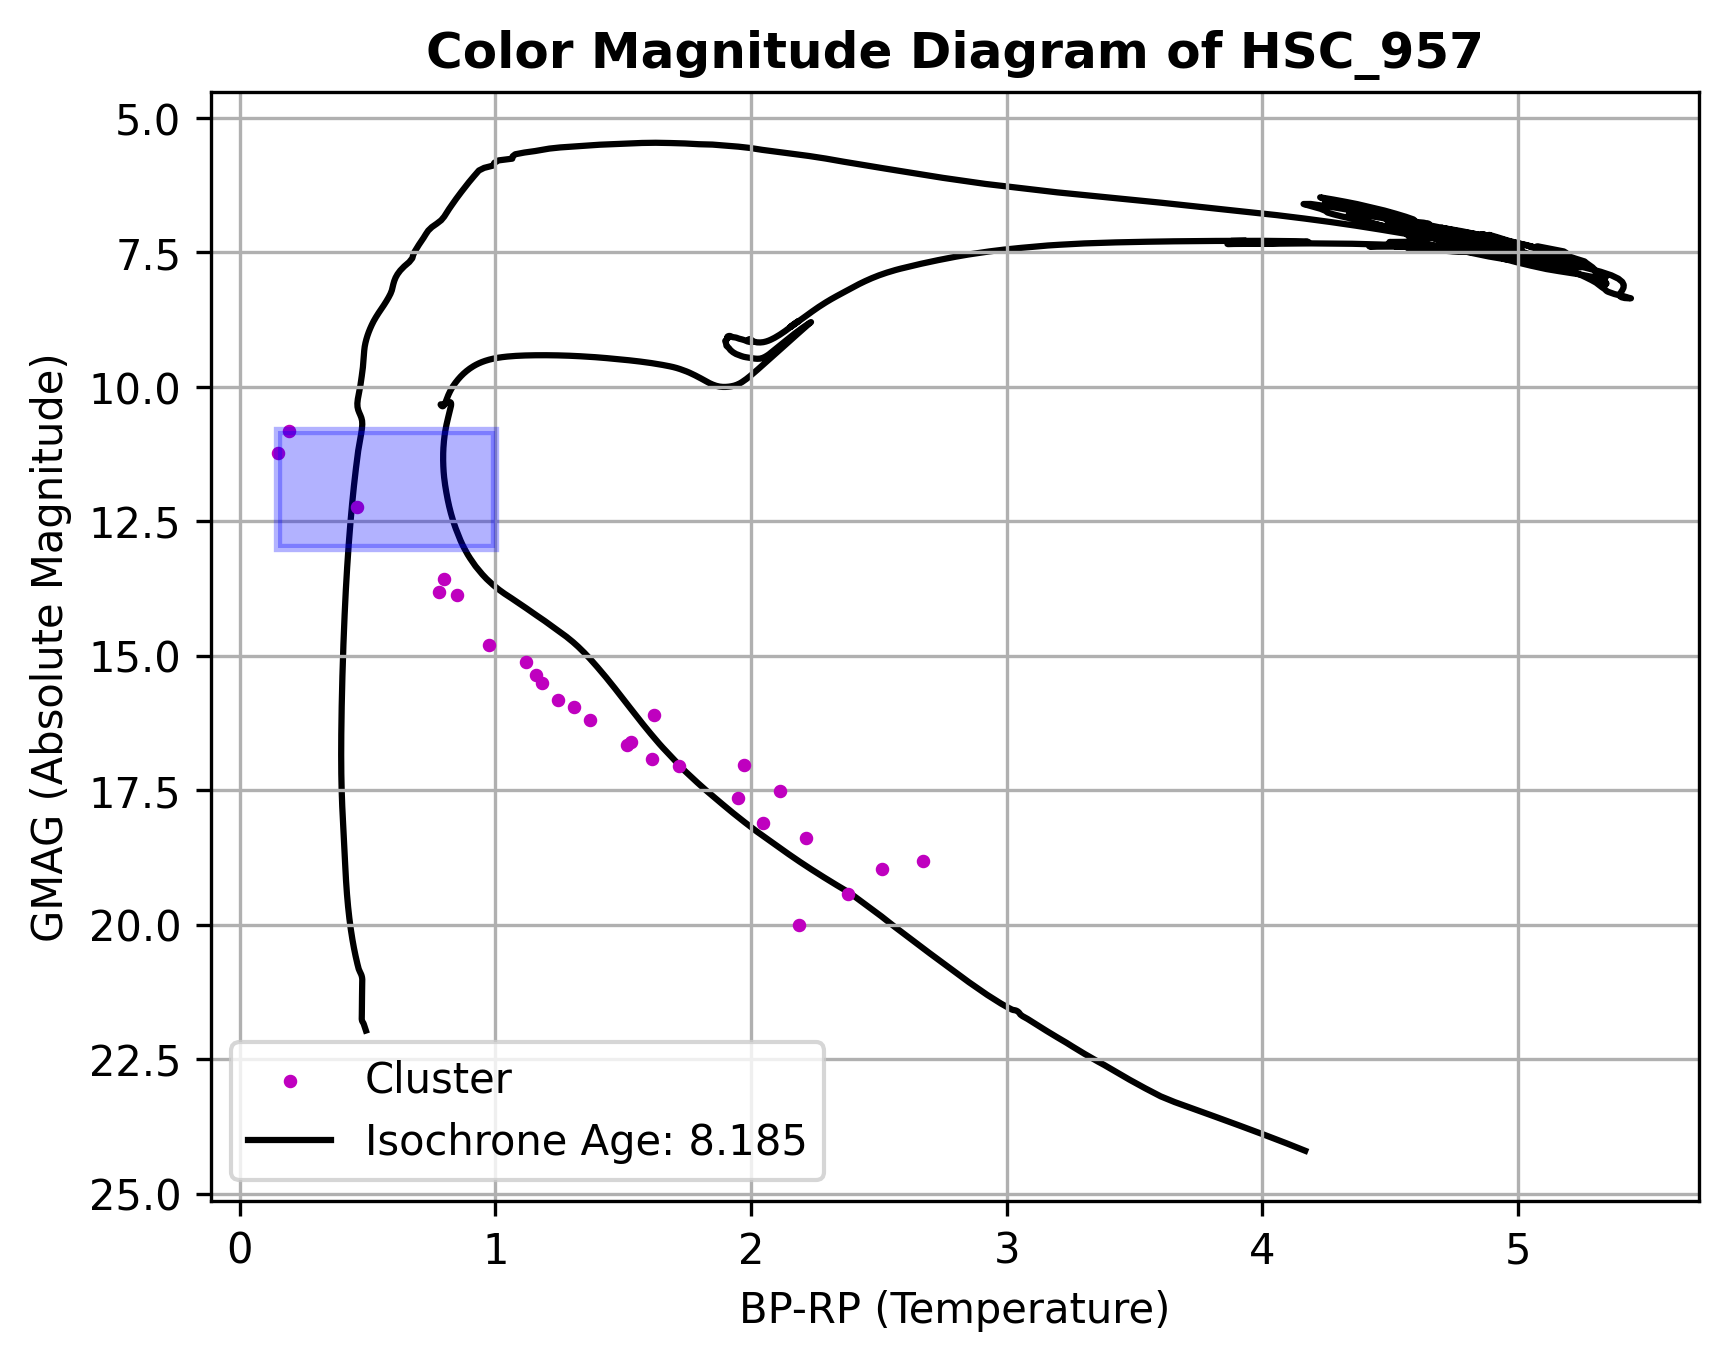 Color Magnitude Diagram of HSC_957
GMAG (Absolute Magnitude)
5.0
7.5
10.0
12.5
15.0
17.5
20.0
22.5
25.0
Cluster
Isochrone Age: 8.185
0 1 2 3 4 5
BP-RP (Temperature)